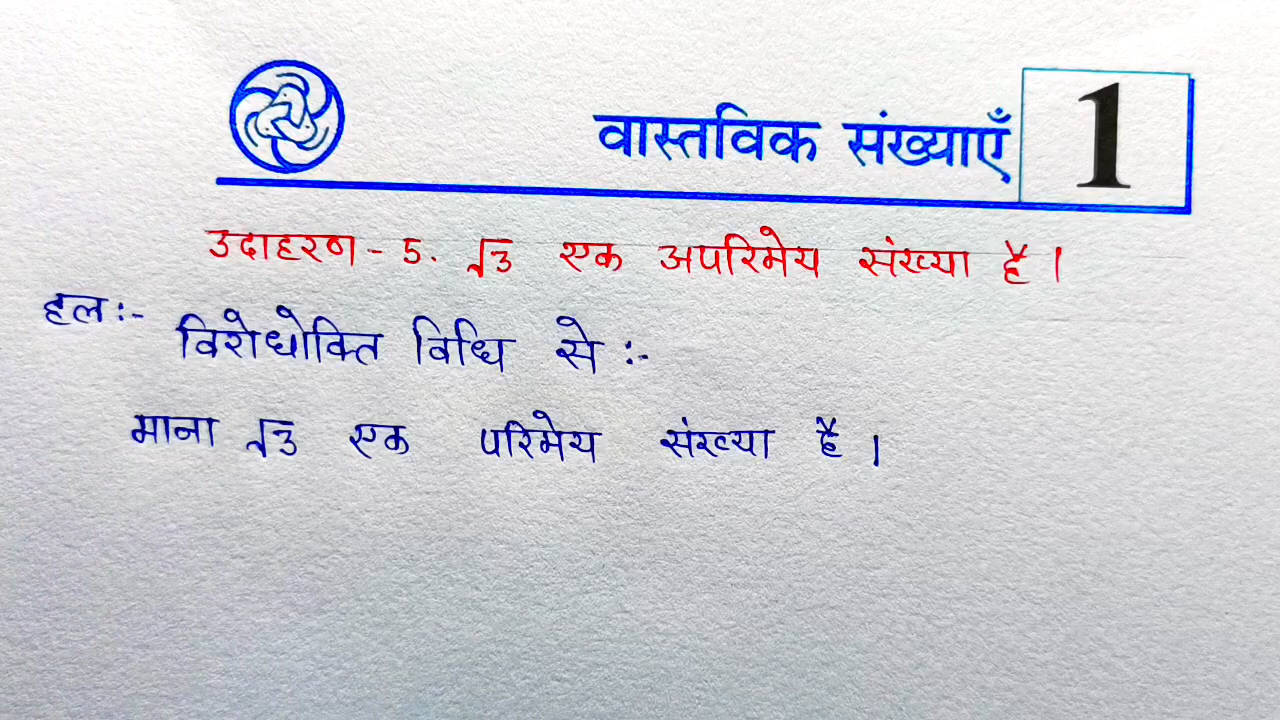 वास्तविक संख्याएँ 1
उदाहरण - 5. √3 एक अपरिमेय संख्या है।
हल:- विरोधोक्ति विधि से :-
माना √3 एक परिमेय संख्या है।